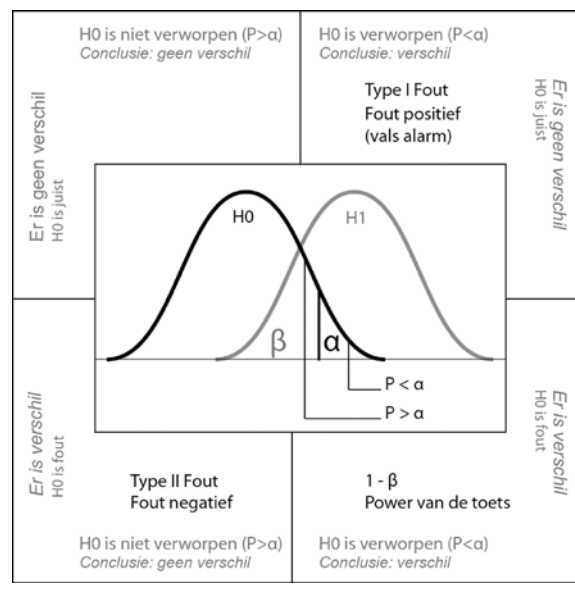 H0 is niet verworpen (P>α)
Conclusie: geen verschil
H0 is verworpen (P<α)
Conclusie: verschil
Type I Fout
Fout positief
(vals alarm)
Er is geen verschil
H0 is juist
Er is geen verschil
H0 is juist
H0
H1
β
α
P < α
P > α
Er is verschil
H0 is fout
Er is verschil
H0 is fout
Type II Fout
Fout negatief
1 - β
Power van de toets
H0 is niet verworpen (P>α)
Conclusie: geen verschil
H0 is verworpen (P<α)
Conclusie: verschil